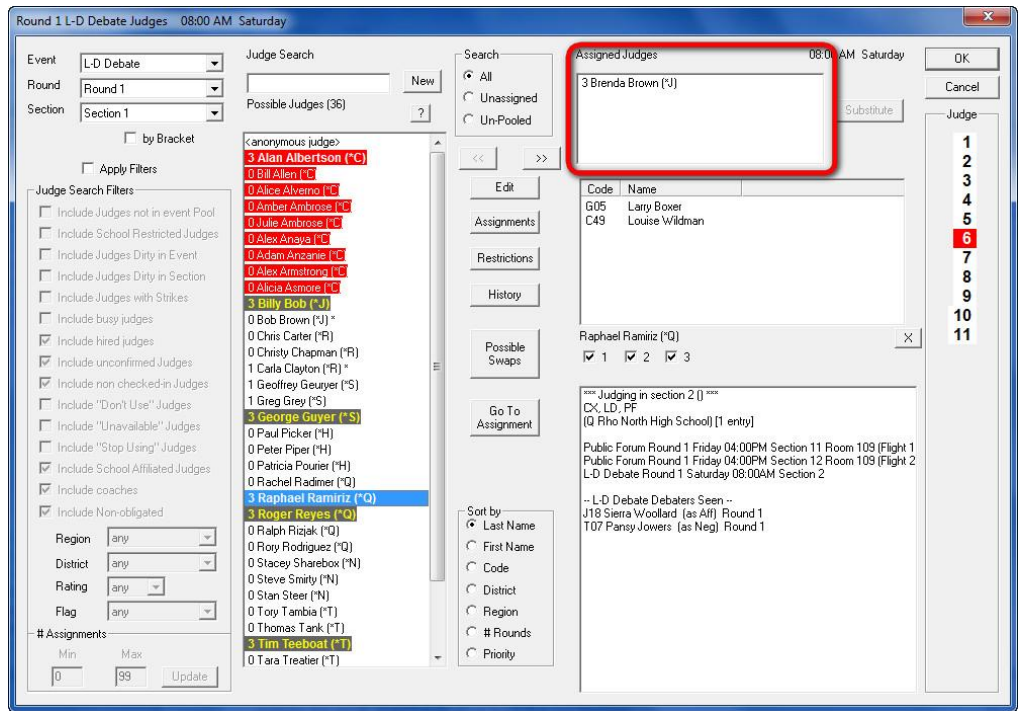 Round 1 L-D Debate Judges 08:00 AM Saturday
Event L-D Debate
Round Round 1
Section Section 1
by Bracket
Apply Filters
Judge Search Filters
Include Judges not in event Pool
Include School Restricted Judges
Include Judges Dirty in Event
Include Judges Dirty in Section
Include Judges with Strikes
Include busy judges
Include hired judges
Include unconfirmed Judges
Include non checked-in Judges
Include "Don't Use" Judges
Include "Unavailable" Judges
Include "Stop Using" Judges
Include School Affiliated Judges
Include coaches
Include Non-obligated
Region any
District any
Rating any
Flag any
# Assignments
Min Max
0 99 Update
Judge Search
New
Possible Judges (36)
?
<anonymous judge>
3 Alan Albertson (*C)
0 Bill Allen (*C
0 Alice Alverno (*C
0 Amber Ambrose (*C
0 Julie Ambrose (*C
0 Alex Anaya (*C
0 Adam Anzanie (*C
0 Alex Armstrong (*C
0 Alicia Asmore (*C
3 Billy Bob (*J)
0 Bob Brown (*J) *
0 Chris Carter (*R)
0 Christy Chapman (*R)
1 Carla Clayton (*R) *
1 Geoffrey Geuryer (*S)
1 Greg Grey (*S)
3 George Guyer (*S)
0 Paul Picker (*H)
0 Peter Piper (*H)
0 Patricia Pourier (*H)
0 Rachel Radimer (*Q)
3 Raphael Ramiriz (*Q)
3 Roger Reyes (*Q)
0 Ralph Rizjak (*Q)
0 Rory Rodriguez (*Q)
0 Stacey Sharebox (*N)
0 Steve Smirty (*N)
0 Stan Steer (*N)
0 Tory Tambia (*T)
0 Thomas Tank (*T)
3 Tim Teeboat (*T)
0 Tara Treatier (*T)
Search
All
Unassigned
Un-Pooled
<< >>
Edit
Assignments
Restrictions
History
Possible
Swaps
Go To
Assignment
Sort by
Last Name
First Name
Code
District
Region
# Rounds
Priority
Assigned Judges 08:00 AM Saturday
3 Brenda Brown (*J)
Substitute
Code Name
G05 Larry Boxer
C49 Louise Wildman
Raphael Ramiriz (*Q) X
1 2 3
*** Judging in section 2 () ***
CX, LD, PF
(Q Rho North High School) [1 entry]
Public Forum Round 1 Friday 04:00PM Section 11 Room 109 (Flight 1
Public Forum Round 1 Friday 04:00PM Section 12 Room 109 (Flight 2
L-D Debate Round 1 Saturday 08:00AM Section 2
-- L-D Debate Debaters Seen --
J18 Sierra Woollard (as Aff) Round 1
T07 Pansy Jowers (as Neg) Round 1
OK
Cancel
Judge
1
2
3
4
5
6
7
8
9
10
11